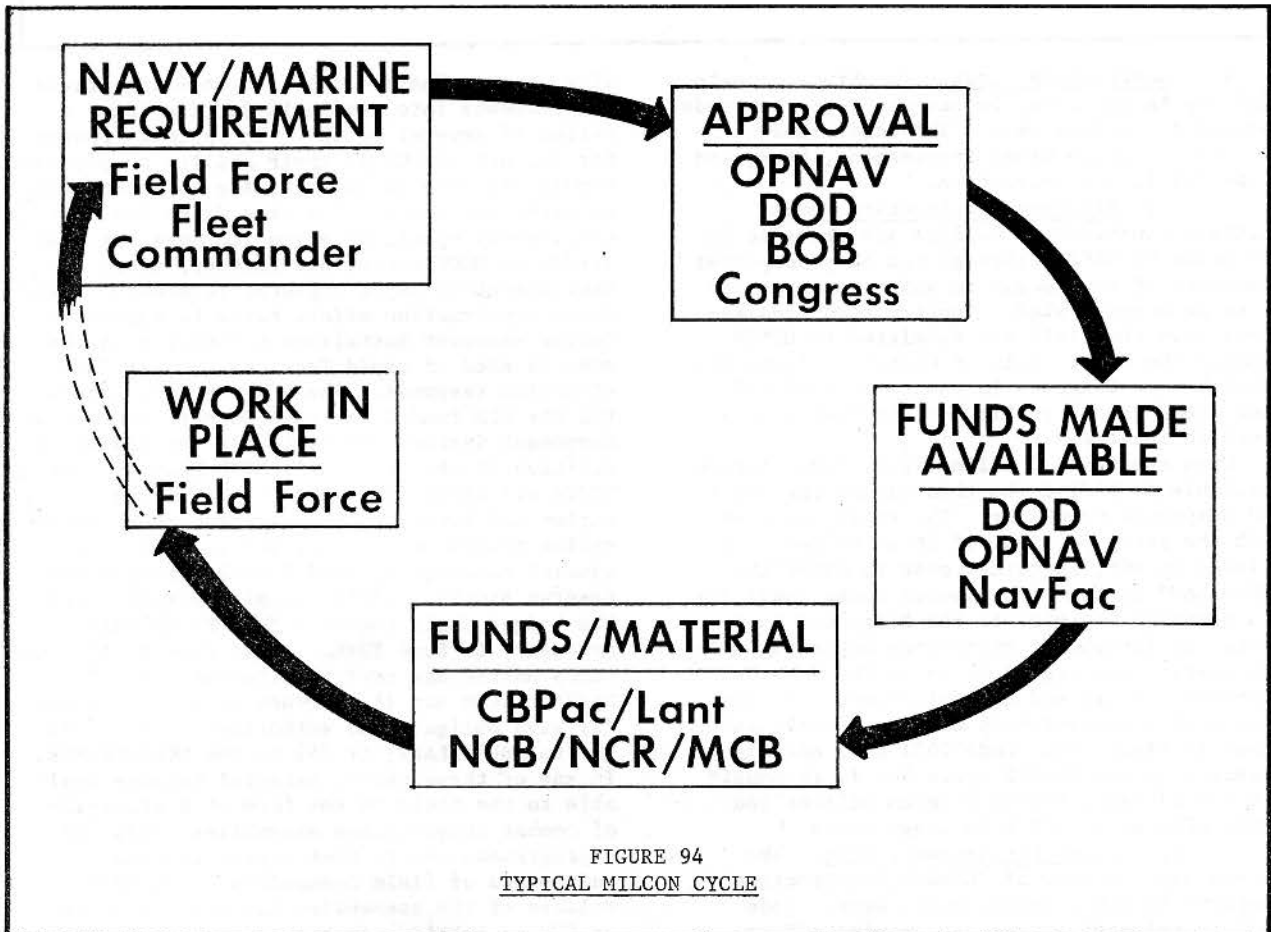 NAVY/MARINE
REQUIREMENT
Field Force
Fleet
Commander
APPROVAL
OPNAV
DOD
BOB
Congress
FUNDS MADE
AVAILABLE
DOD
OPNAV
NavFac
FUNDS/MATERIAL
CBPac/Lant
NCB/NCR/MCB
WORK IN
PLACE
Field Force
FIGURE 94
TYPICAL MILCON CYCLE